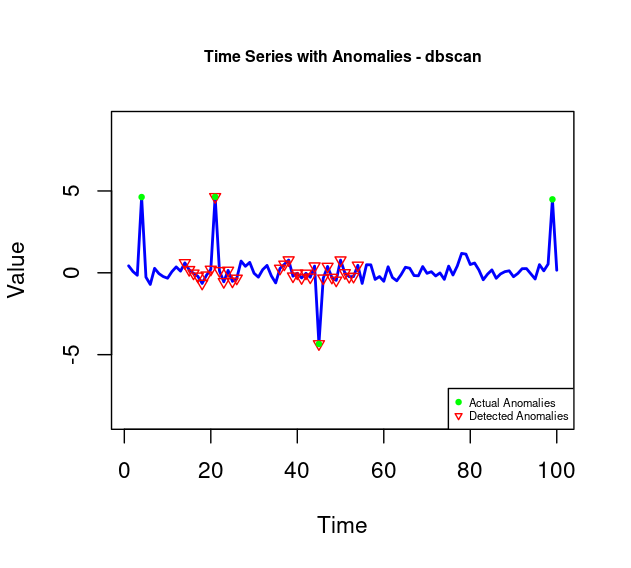 Time Series with Anomalies - dbscan
Value
5
0
-5
Actual Anomalies
Detected Anomalies
0 20 40 60 80 100
Time